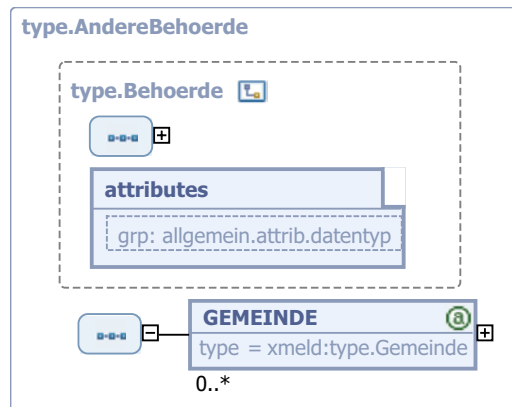 type.AndereBehoerde
type.Behoerde
attributes
grp: allgemein.attrib.datentyp
GEMEINDE
a
type = xmeld:type.Gemeinde
0..*